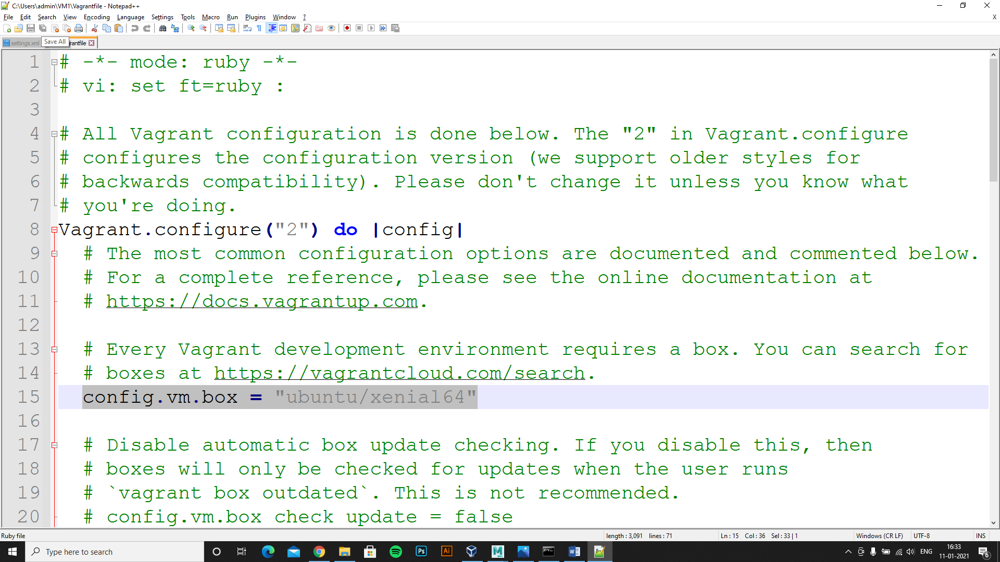 C:\Users\admin\VM1\Vagrantfile - Notepad++
File Edit Search View Encoding Language Settings Tools Macro Run Plugins Window ? X
settings.xml Save All grantfile
1 # -*- mode: ruby -*-
2 # vi: set ft=ruby :
3
4 # All Vagrant configuration is done below. The "2" in Vagrant.configure
5 # configures the configuration version (we support older styles for
6 # backwards compatibility). Please don't change it unless you know what
7 # you're doing.
8 Vagrant.configure("2") do |config|
9 # The most common configuration options are documented and commented below.
10 # For a complete reference, please see the online documentation at
11 # https://docs.vagrantup.com.
12
13 # Every Vagrant development environment requires a box. You can search for
14 # boxes at https://vagrantcloud.com/search.
15 config.vm.box = "ubuntu/xenial64"
16
17 # Disable automatic box update checking. If you disable this, then
18 # boxes will only be checked for updates when the user runs
19 # `vagrant box outdated`. This is not recommended.
20 # config.vm.box check update = false
Ruby file length : 3,091 lines : 71 Ln : 15 Col : 36 Sel : 33 | 1 Windows (CR LF) UTF-8 INS
Type here to search Ps Ai M ENG 16:33
11-01-2021 6